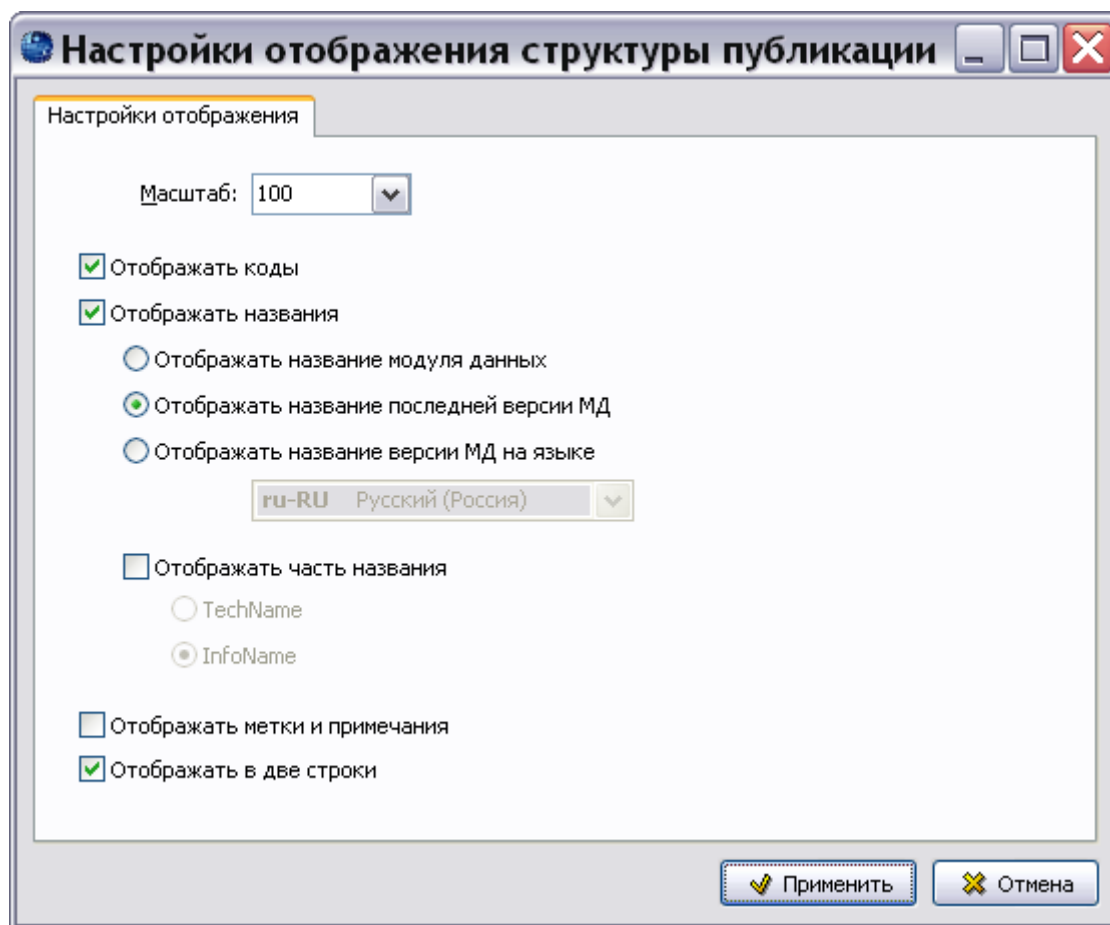 Настройки отображения структуры публикации
Настройки отображения
Масштаб: 100
Отображать коды
Отображать названия
Отображать название модуля данных
Отображать название последней версии МД
Отображать название версии МД на языке
ru-RU Русский (Россия)
Отображать часть названия
TechName
InfoName
Отображать метки и примечания
Отображать в две строки
Применить Отмена